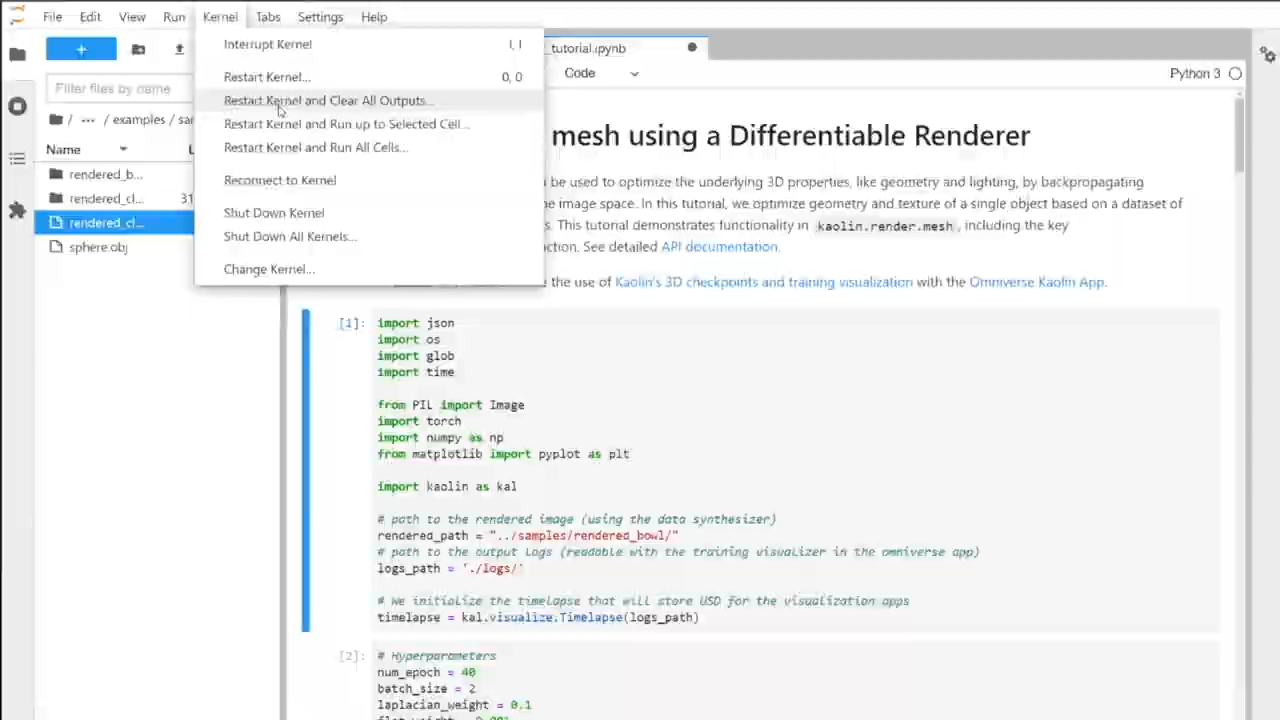 File Edit View Run Kernel Tabs Settings Help
Interrupt Kernel I, I
Restart Kernel... 0, 0
Restart Kernel and Clear All Outputs...
Restart Kernel and Run up to Selected Cell...
Restart Kernel and Run All Cells...
Reconnect to Kernel
Shut Down Kernel
Shut Down All Kernels...
Change Kernel...
+
Filter files by name
/ ··· / examples / sar
Name
rendered_b...
rendered_cl... 31
rendered_cl...
sphere.obj
_tutorial.ipynb
Code
Python 3
mesh using a Differentiable Renderer
be used to optimize the underlying 3D properties, like geometry and lighting, by backpropagating
e image space. In this tutorial, we optimize geometry and texture of a single object based on a dataset of
s. This tutorial demonstrates functionality in kaolin.render.mesh, including the key
ction. See detailed API documentation.
e the use of Kaolin's 3D checkpoints and training visualization with the Omniverse Kaolin App.
[1]: import json
import os
import glob
import time
from PIL import Image
import torch
import numpy as np
from matplotlib import pyplot as plt
import kaolin as kal
# path to the rendered image (using the data synthesizer)
rendered_path = "../samples/rendered_bowl/"
# path to the output logs (readable with the training visualizer in the omniverse app)
logs_path = './logs/'
# We initialize the timelapse that will store USD for the visualization apps
timelapse = kal.visualize.Timelapse(logs_path)
[2]: # Hyperparameters
num_epoch = 40
batch_size = 2
laplacian_weight = 0.1